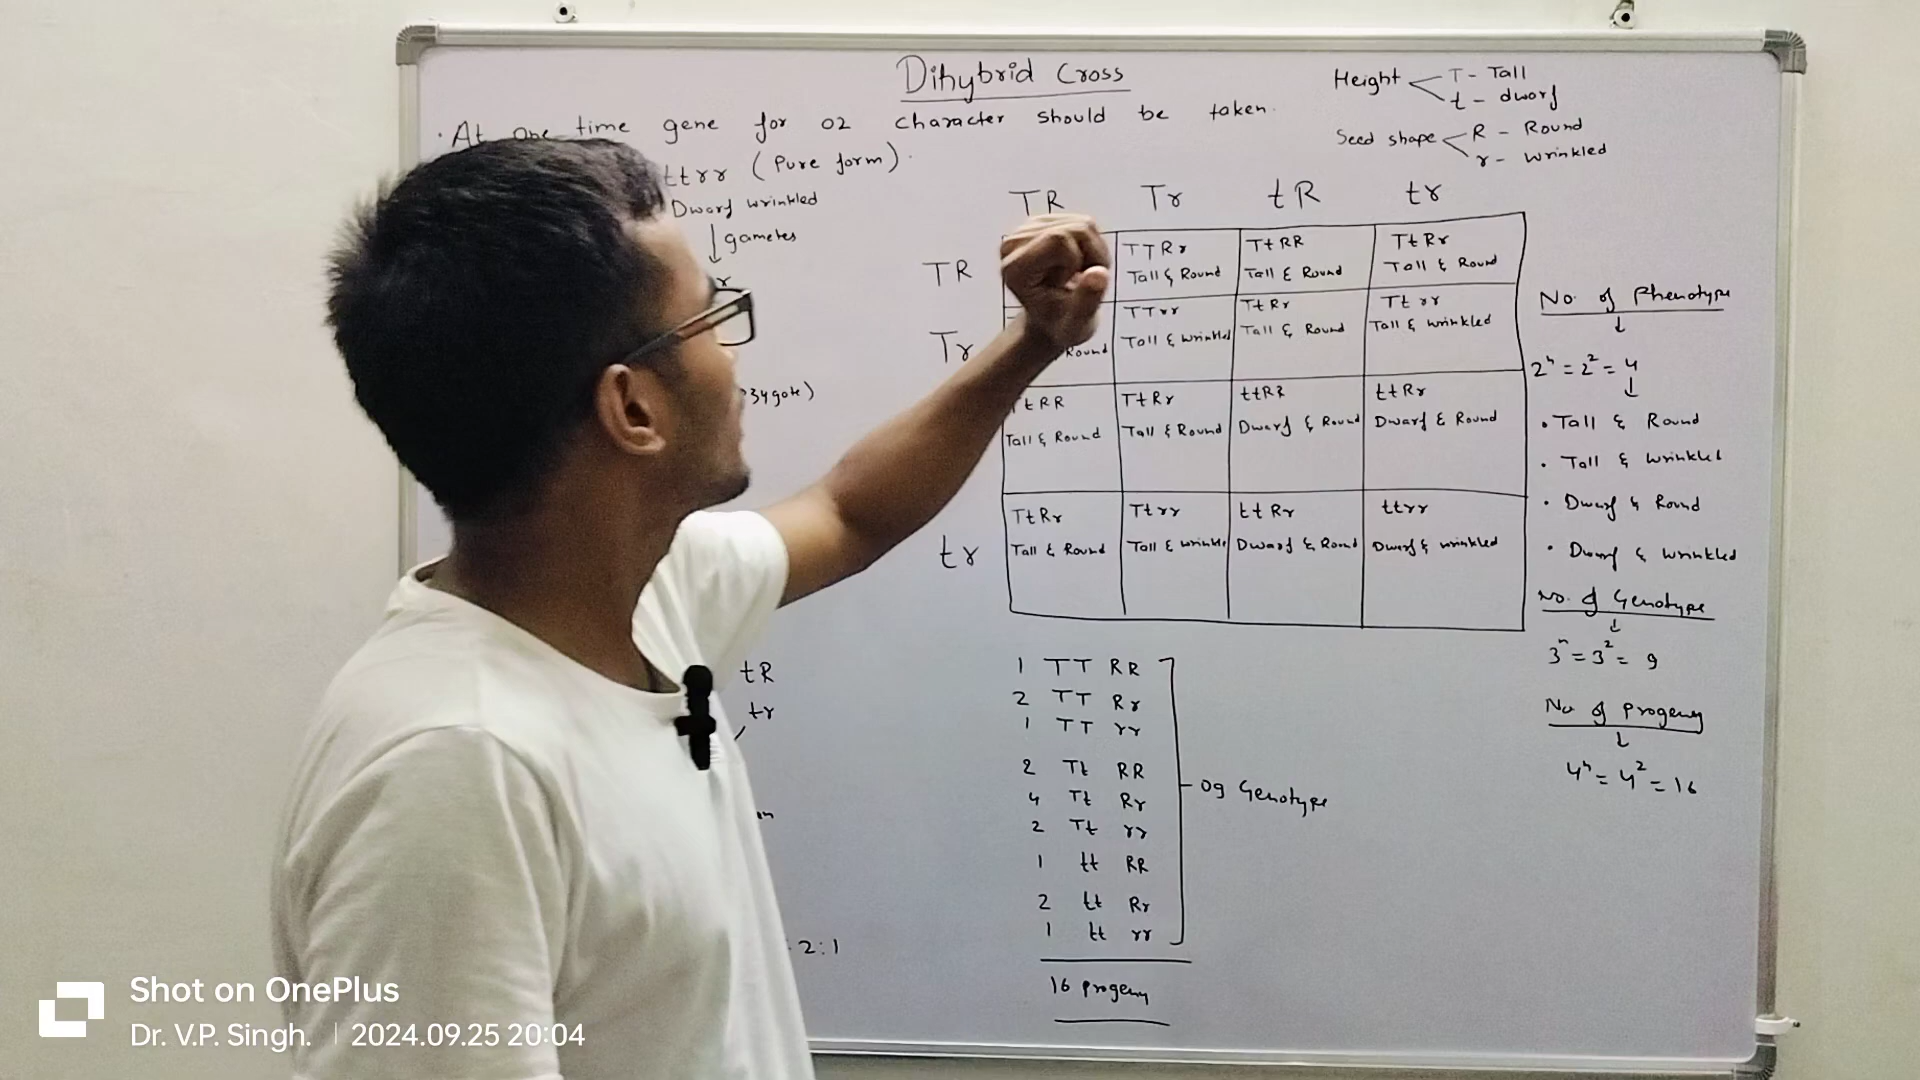 Dihybrid Cross
Height T - Tall
t - dwarf
Seed shape R - Round
r - wrinkled
· At one time gene for 02 character should be taken.
ttrr (Pure form).
Dwarf wrinkled
↓ gametes
TR Tr tR tr
TR
TTRr TtRR TtRr
Tall & Round Tall & Round Tall & Round
Tr
TTrr TtRr Ttrr
Round Tall & Wrinkled Tall & Round Tall & wrinkled
TtRR TtRr ttRR ttRr
Tall & Round Tall & Round Dwarf & Round Dwarf & Round
tr
TtRr Ttrr ttRr ttrr
Tall & Round Tall & wrinkle Dwarf & Round Dwarf & wrinkled
No. of Phenotype
↓
2ⁿ = 2² = 4
↓
· Tall & Round
· Tall & Wrinkled
· Dwarf & Round
· Dwarf & Wrinkled
No. of Genotype
↓
3ⁿ = 3² = 9
No of Progeny
↓
4ⁿ = 4² = 16
tR
tr
: 2 : 1
1 TT RR
2 TT Rr
1 TT rr
2 Tt RR
4 Tt Rr
2 Tt rr
1 tt RR
2 tt Rr
1 tt rr
09 Genotype
16 Progeny
Shot on OnePlus
Dr. V.P. Singh. | 2024.09.25 20:04